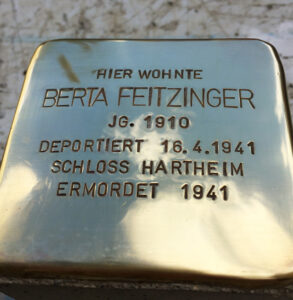 HIER WOHNTE
BERTA FEITZINGER
JG. 1910
DEPORTIERT 16.4.1941
SCHLOSS HARTHEIM
ERMORDET 1941